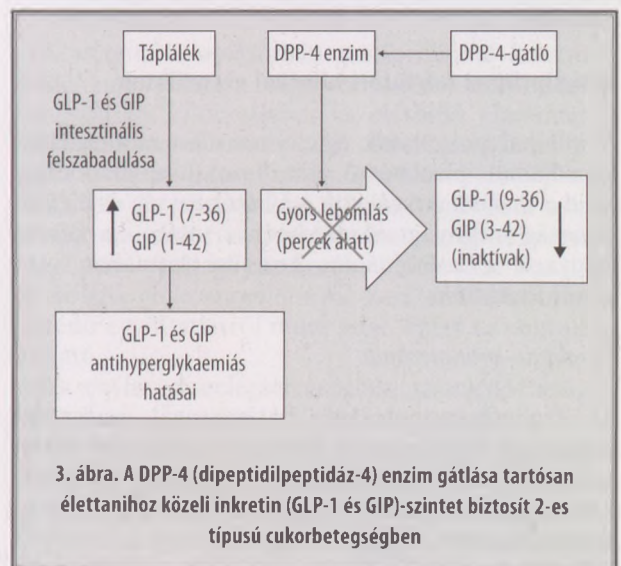 Táplálék
DPP-4 enzim
DPP-4-gátló
GLP-1 és GIP
intesztinális
felszabadulása
GLP-1 (7-36)
GIP (1-42)
Gyors lebomlás
(percek alatt)
GLP-1 (9-36)
GIP (3-42)
(inaktívak)
GLP-1 és GIP
antihyperglykaemiás
hatásai
3. ábra. A DPP-4 (dipeptidilpeptidáz-4) enzim gátlása tartósan
élettanihoz közeli inkretin (GLP-1 és GIP)-szintet biztosít 2-es
típusú cukorbetegségben